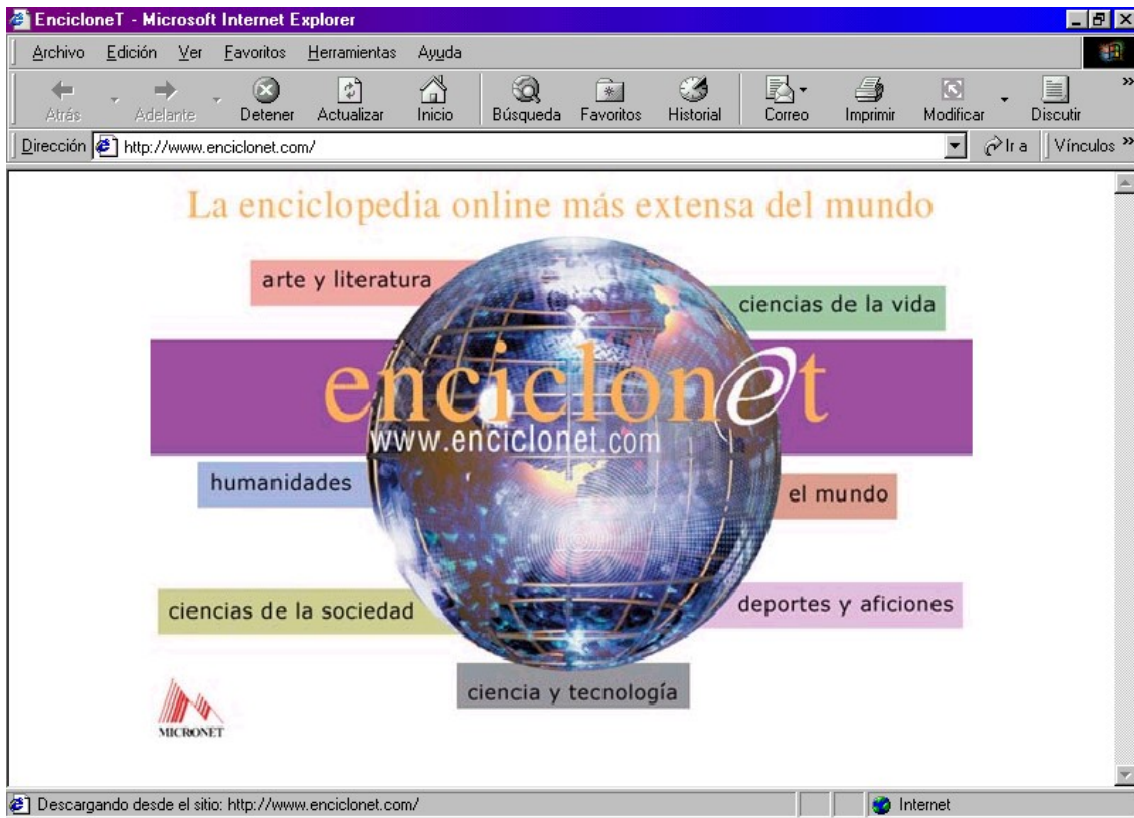 EncicloneT - Microsoft Internet Explorer
Archivo Edición Ver Favoritos Herramientas Ayuda
Atrás Adelante Detener Actualizar Inicio Búsqueda Favoritos Historial Correo Imprimir Modificar Discutir »
Dirección http://www.enciclonet.com/ Ir a Vínculos »
La enciclopedia online más extensa del mundo
arte y literatura
ciencias de la vida
enciclonet
www.enciclonet.com
humanidades
el mundo
ciencias de la sociedad
deportes y aficiones
ciencia y tecnología
MICRONET
Descargando desde el sitio: http://www.enciclonet.com/ Internet